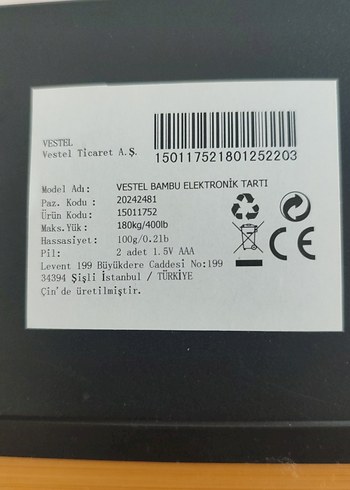 VESTEL
Vestel Ticaret A.Ş.
150117521801252203
Model Adı: VESTEL BAMBU ELEKTRONİK TARTI
Paz. Kodu : 20242481
Ürün Kodu: 15011752
Maks.Yük : 180kg/400lb
Hassasiyet: 100g/0.2lb
Pil: 2 adet 1.5V AAA
Levent 199 Büyükdere Caddesi No:199
34394 Şişli İstanbul / TÜRKİYE
Çin'de üretilmiştir.
CE